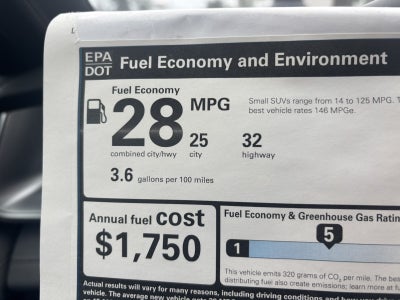 EPA
DOT
Fuel Economy and Environment
Fuel Economy
28 MPG
Small SUVs range from 14 to 125 MPG. T
best vehicle rates 146 MPGe.
25
32
combined city/hwy
city
highway
3.6 gallons per 100 miles
Annual fuel cost
$1,750
Fuel Economy & Greenhouse Gas Ratin
1
5
This vehicle emits 320 grams of CO₂ per mile. The be
distributing fuel also create emissions; learn more at fu
Actual results will vary for many reasons, including driving conditions and how you
vehicle. The average new vehicle gets